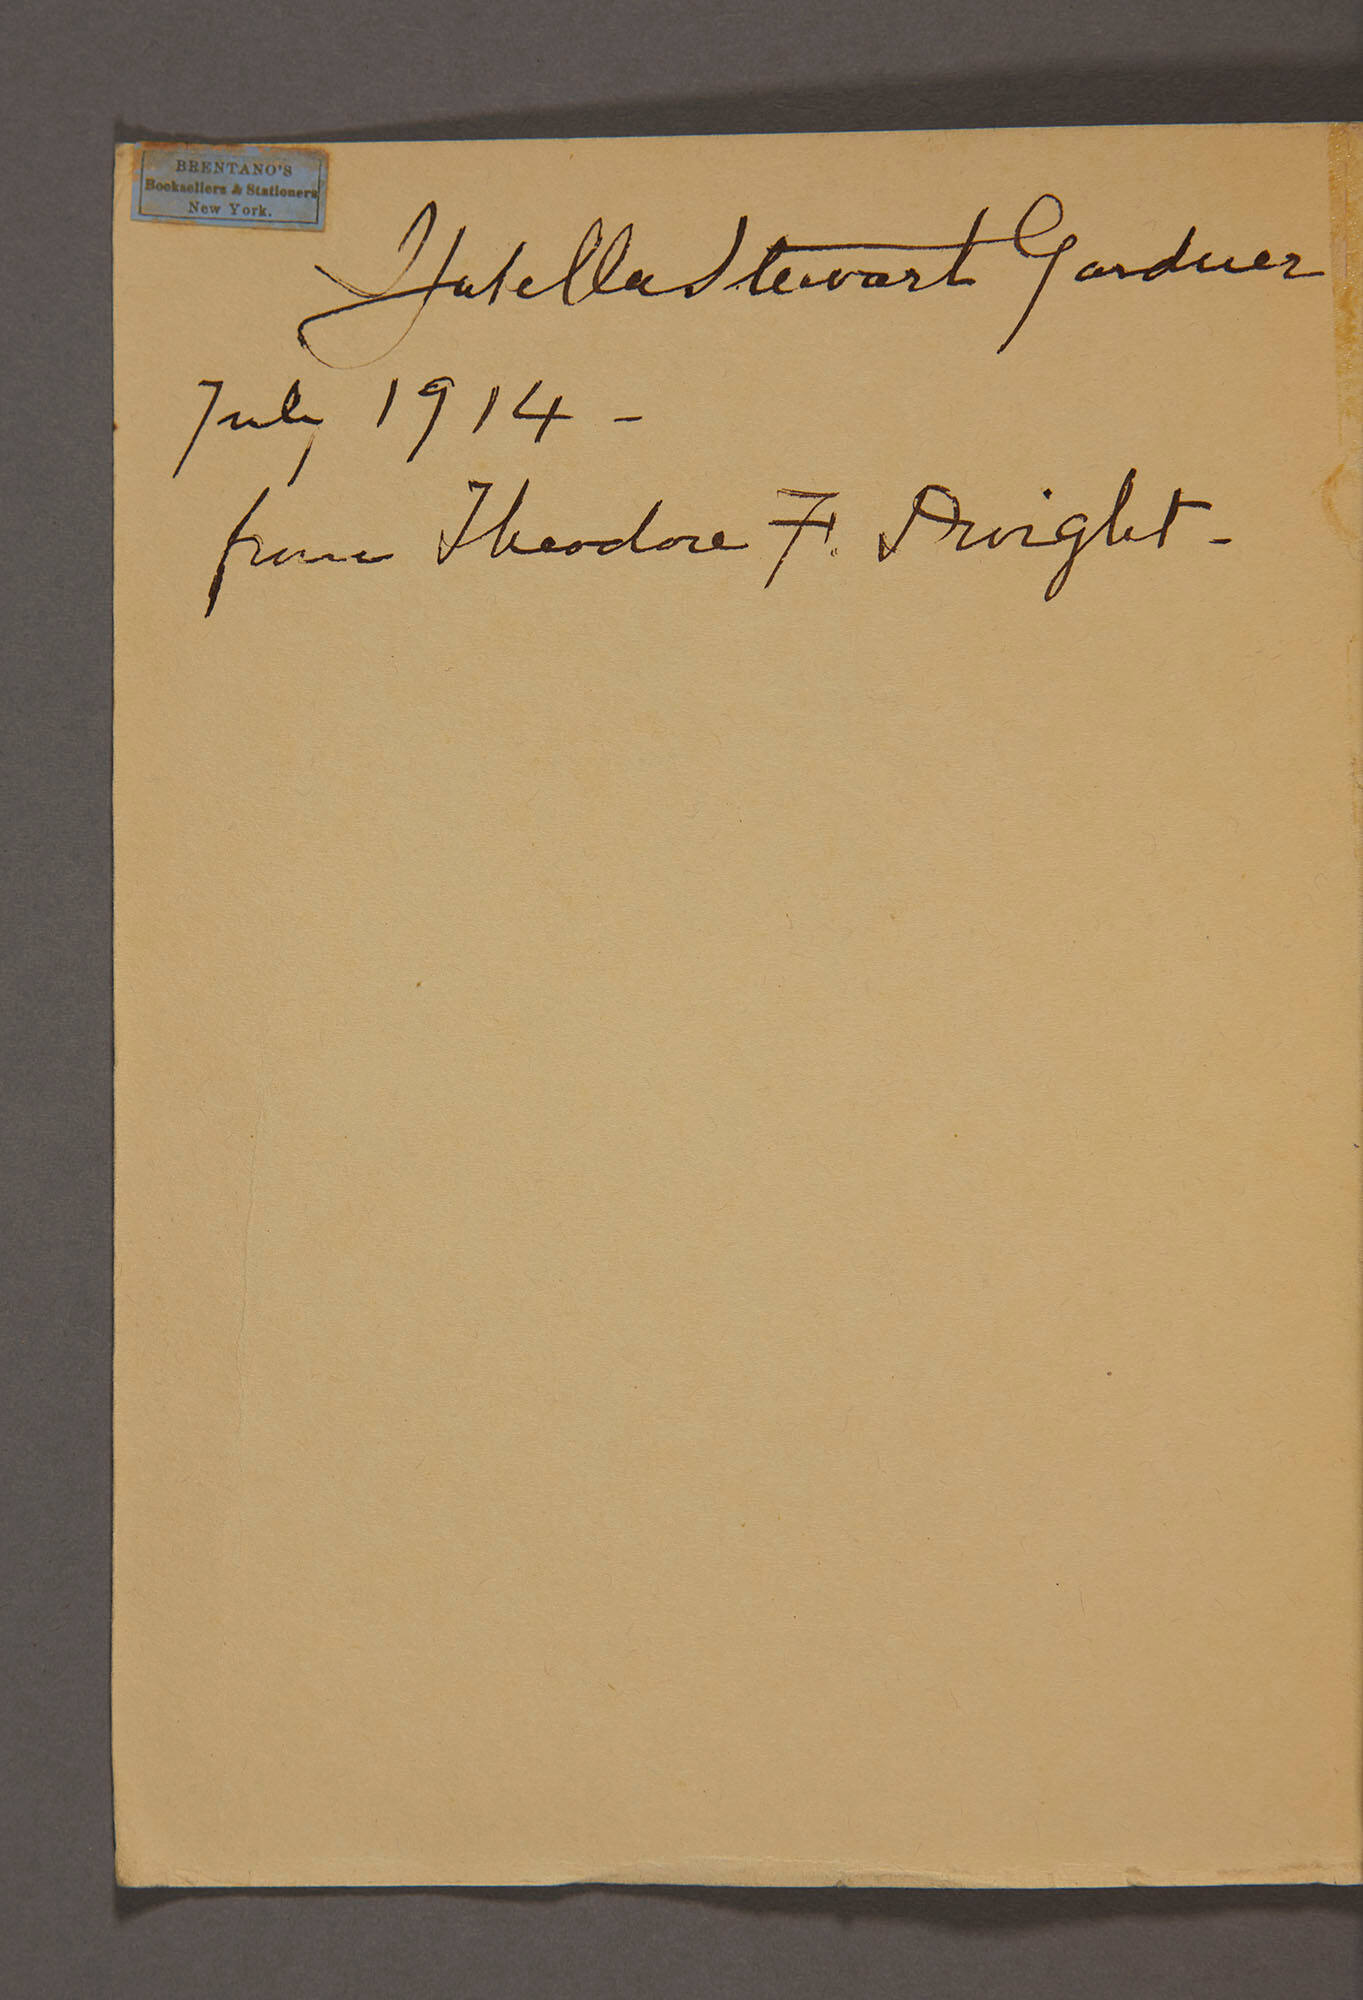 BRENTANO'S
Booksellers & Stationers
New York.
Isabella Stewart Gardner
July 1914 -
from Theodore F. Dwight -